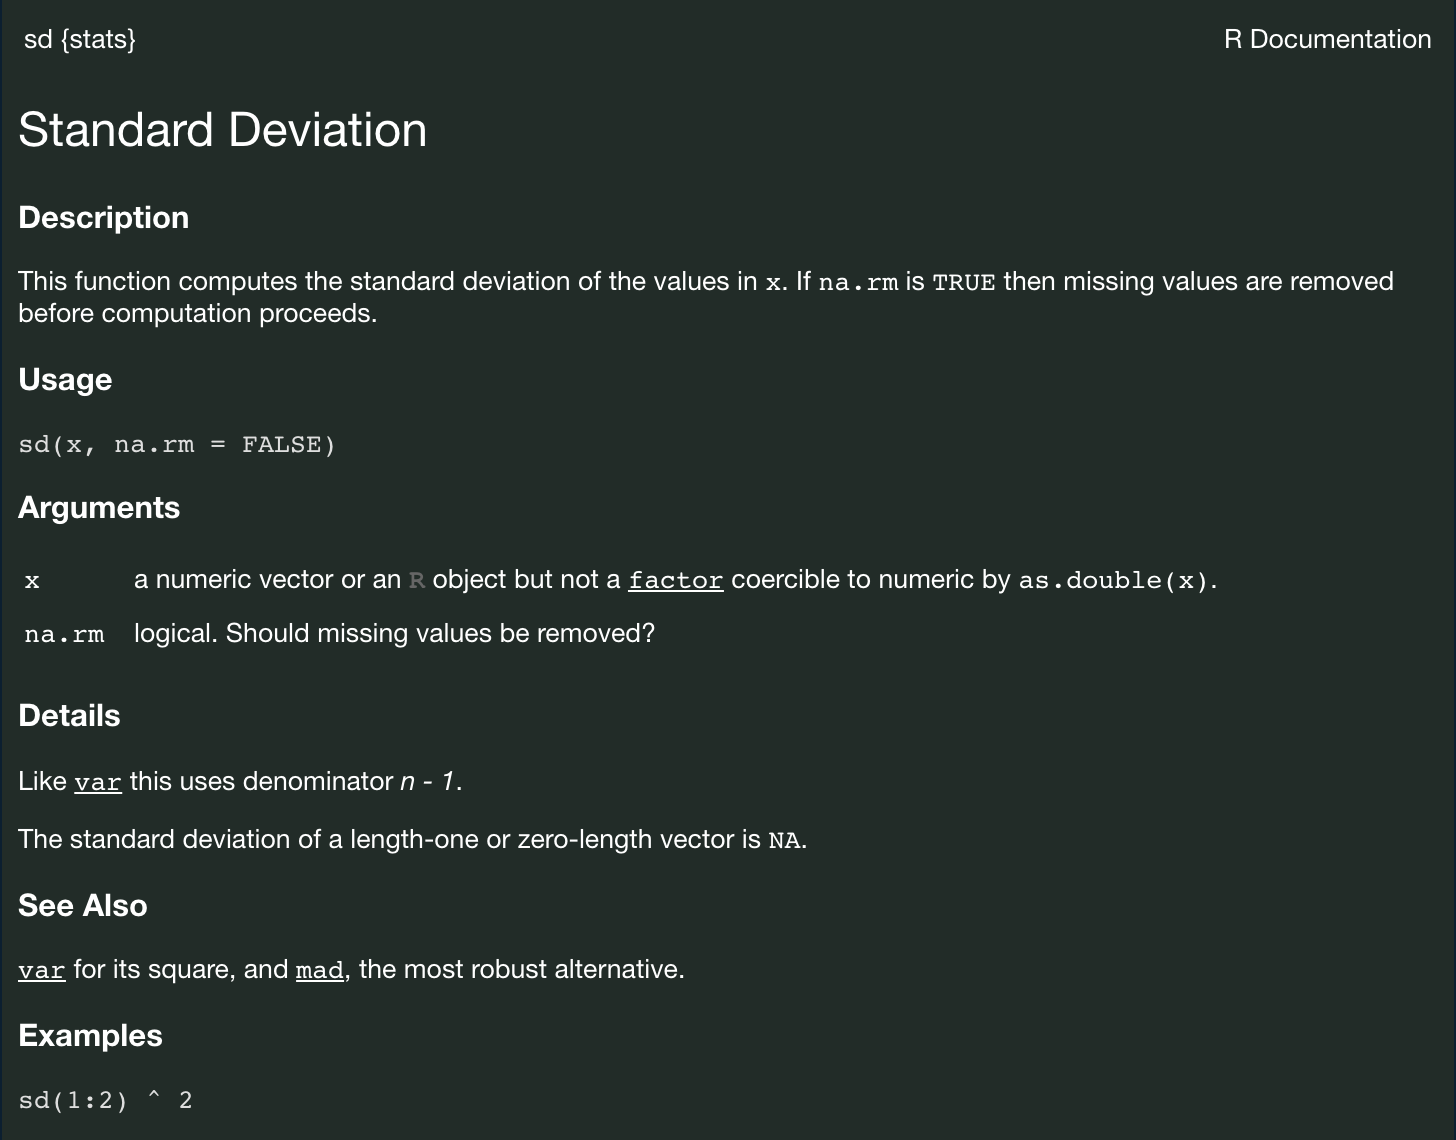 sd {stats} R Documentation
Standard Deviation
Description
This function computes the standard deviation of the values in x. If na.rm is TRUE then missing values are removed
before computation proceeds.
Usage
sd(x, na.rm = FALSE)
Arguments
x a numeric vector or an R object but not a factor coercible to numeric by as.double(x).
na.rm logical. Should missing values be removed?
Details
Like var this uses denominator n - 1.
The standard deviation of a length-one or zero-length vector is NA.
See Also
var for its square, and mad, the most robust alternative.
Examples
sd(1:2) ^ 2